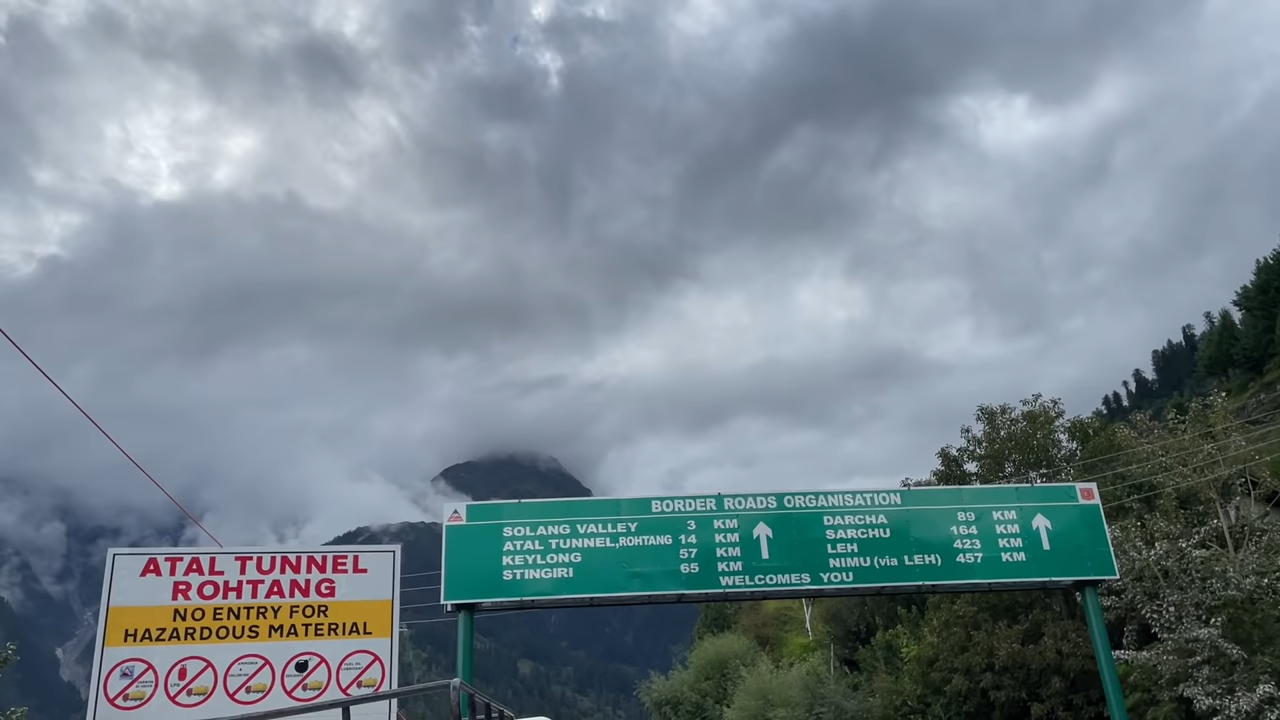 ATAL TUNNEL
ROHTANG
NO ENTRY FOR
HAZARDOUS MATERIAL
LPG
BORDER ROADS ORGANISATION
SOLANG VALLEY 3 KM
ATAL TUNNEL,ROHTANG 14 KM
KEYLONG 57 KM
STINGIRI 65 KM
DARCHA 89 KM
SARCHU 164 KM
LEH 423 KM
NIMU (via LEH) 457 KM
WELCOMES YOU